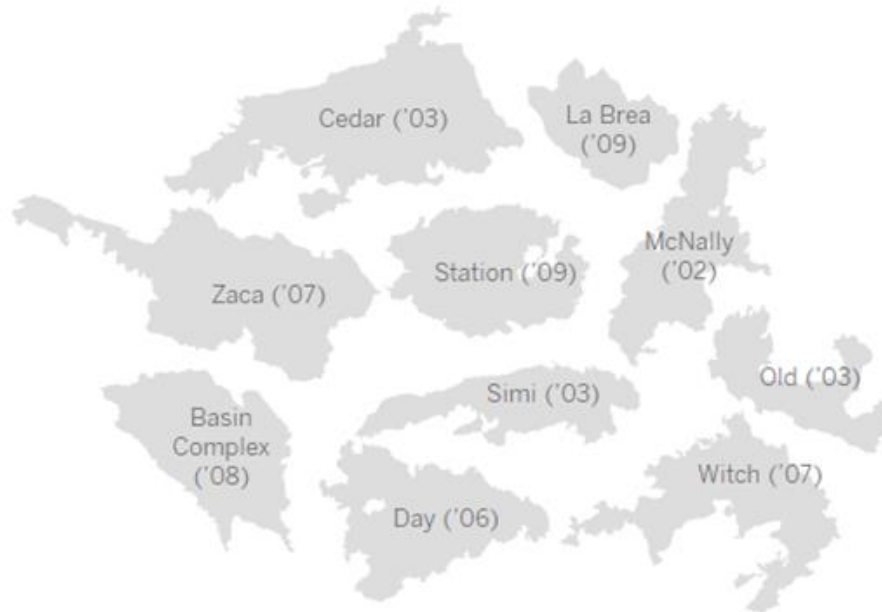 Cedar ('03)
La Brea
('09)
McNally
('02)
Station ('09)
Zaca ('07)
Old ('03)
Simi ('03)
Basin
Complex
('08)
Witch ('07)
Day ('06)